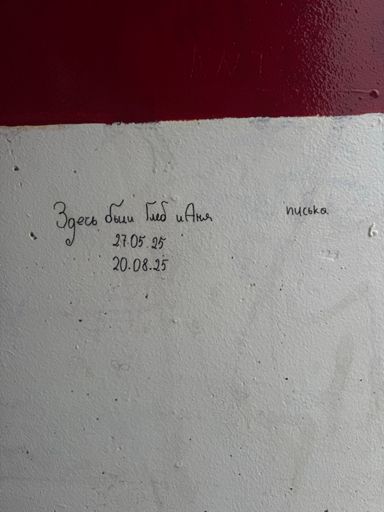 Здесь были Глеб и Аня
27.05.25
20.08.25
писька